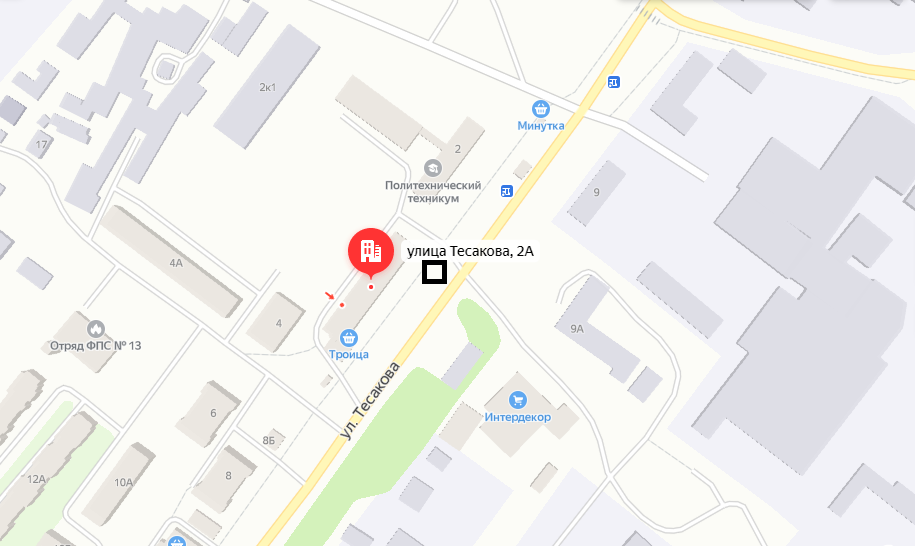 2к1
Минутка
17
2
Политехнический
техникум
9
улица Тесакова, 2А
4А
4
9А
Отряд ФПС № 13
Троица
ул. Тесакова
6
Интердекор
8Б
8
12А
10А